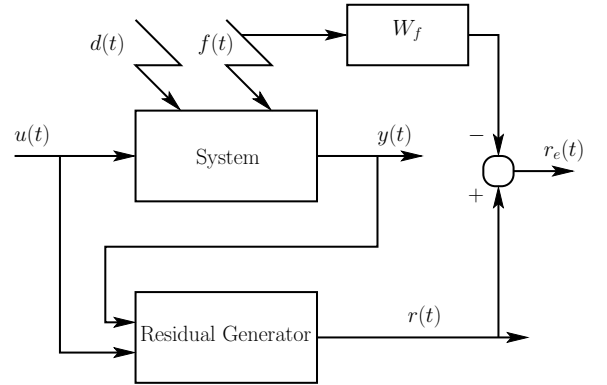 d(t)
f(t)
W_f
u(t)
y(t)
−
System
r_e(t)
+
r(t)
Residual Generator